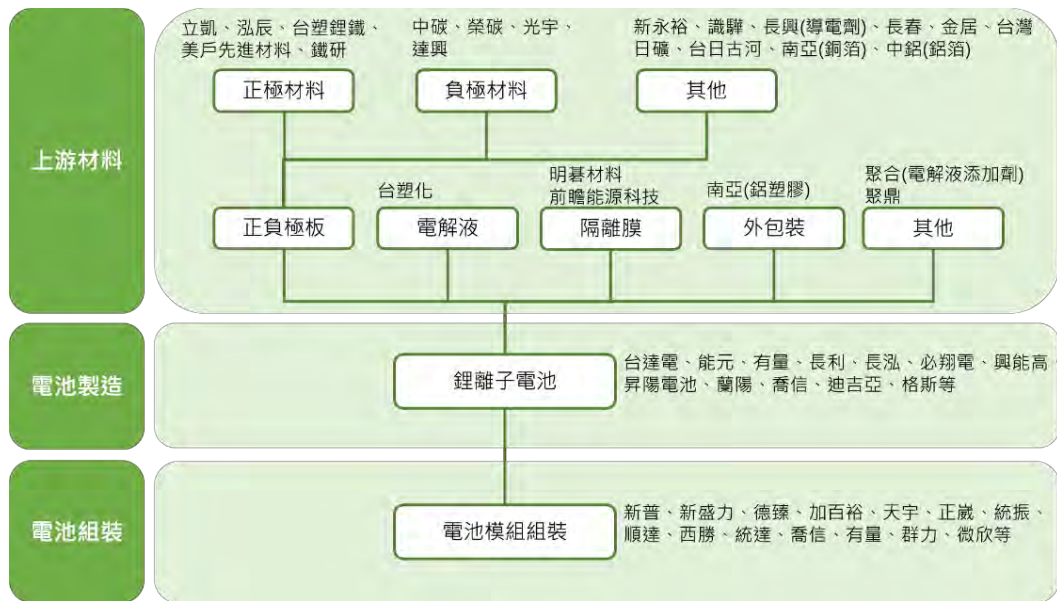 上游材料
立凱、泓辰、台塑鋰鐵、
美戶先進材料、鐵研
正極材料
中碳、榮碳、光宇、
達興
負極材料
新永裕、識驊、長興(導電劑)、長春、金居、台灣
日礦、台日古河、南亞(銅箔)、中鋁(鋁箔)
其他
正負極板
台塑化
電解液
明碁材料
前瞻能源科技
隔離膜
南亞(鋁塑膠)
外包裝
聚合(電解液添加劑)
聚鼎
其他
電池製造
鋰離子電池
台達電、能元、有量、長利、長泓、必翔電、興能高、
昇陽電池、蘭陽、喬信、迪吉亞、格斯等
電池組裝
電池模組組裝
新普、新盛力、德臻、加百裕、天宇、正崴、統振、
順達、西勝、統達、喬信、有量、群力、微欣等